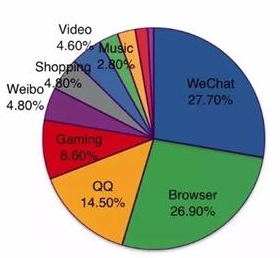 Video
4.60%
Music
2.80%
Shopping
4.80%
Weibo
4.80%
Gaming
8.60%
QQ
14.50%
WeChat
27.70%
Browser
26.90%